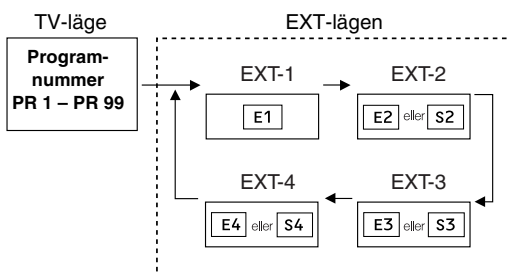 TV-läge
EXT-lägen
Program-
nummer
PR 1 – PR 99
EXT-1
E1
EXT-2
E2 eller S2
EXT-4
E4 eller S4
EXT-3
E3 eller S3